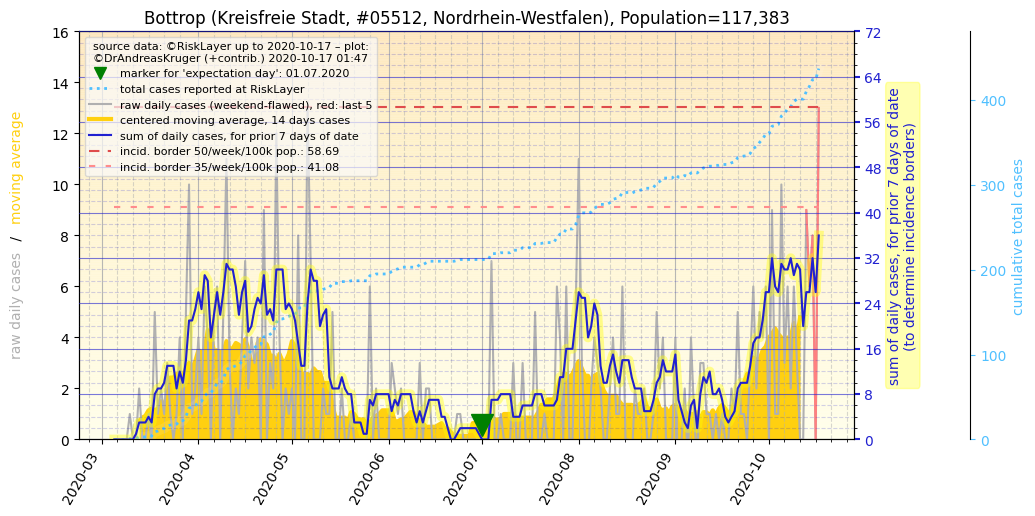 Bottrop (Kreisfreie Stadt, #05512, Nordrhein-Westfalen), Population=117,383
source data: ©RiskLayer up to 2020-10-17 – plot:
©DrAndreasKruger (+contrib.) 2020-10-17 01:47
marker for 'expectation day': 01.07.2020
total cases reported at RiskLayer
raw daily cases (weekend-flawed), red: last 5
centered moving average, 14 days cases
sum of daily cases, for prior 7 days of date
incid. border 50/week/100k pop.: 58.69
incid. border 35/week/100k pop.: 41.08
raw daily cases / moving average
16
14
12
10
8
6
4
2
0
2020-03
2020-04
2020-05
2020-06
2020-07
2020-08
2020-09
2020-10
72
64
56
48
40
32
24
16
8
0
sum of daily cases, for prior 7 days of date
(to determine incidence borders)
400
300
200
100
0
cumulative total cases